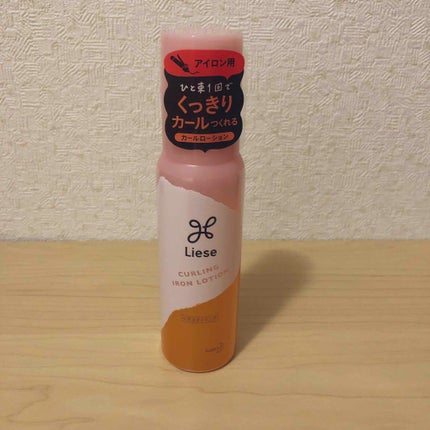 アイロン用
ひと束1回で
くっきり
カールつくれる
カールローション
Liese
CURLING
IRON LOTION